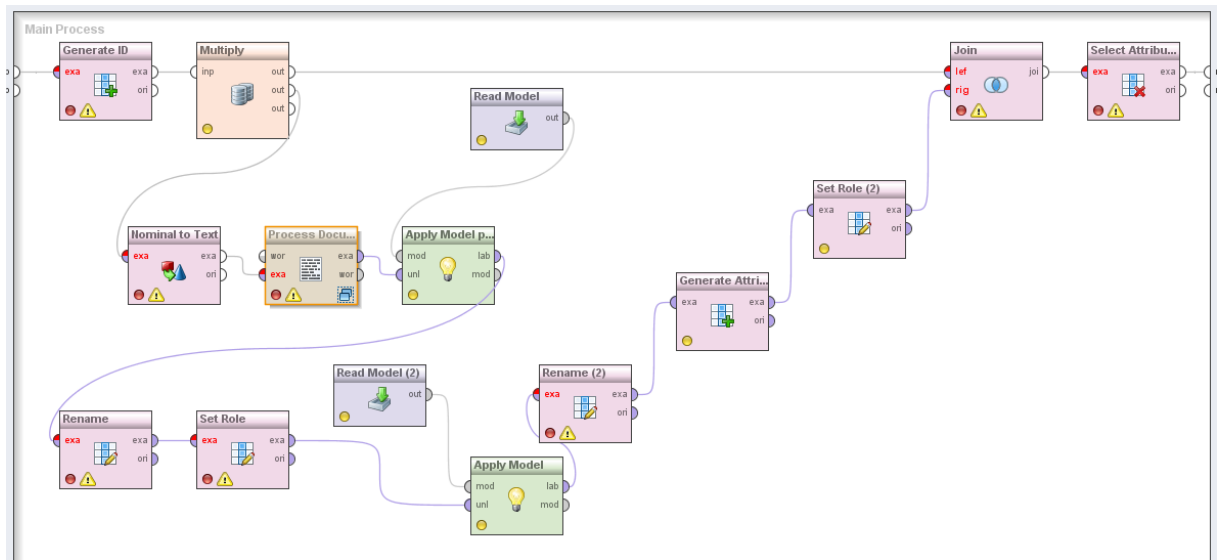 Main Process
Generate ID
exa exa
ori
Multiply
inp out
out
out
Read Model
out
Join
lef joi
rig
Select Attribu...
exa exa
ori
Nominal to Text
exa exa
ori
Process Docu...
wor exa
exa wor
Apply Model p...
mod lab
unl mod
Set Role (2)
exa exa
ori
Generate Attri...
exa exa
ori
Read Model (2)
out
Rename (2)
exa exa
ori
Rename
exa exa
ori
Set Role
exa exa
ori
Apply Model
mod lab
unl mod